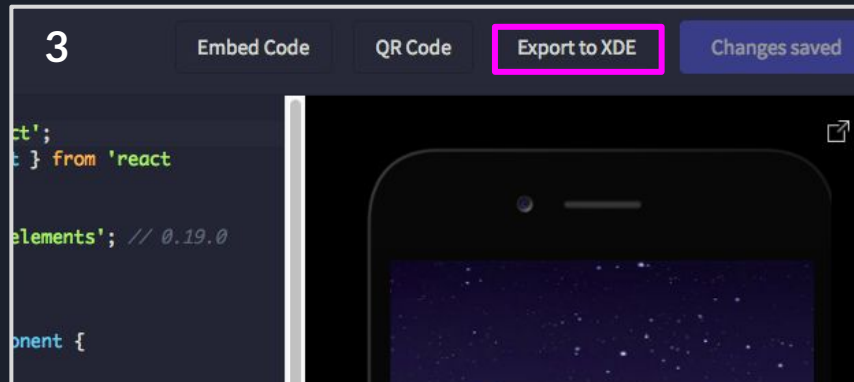 3 Embed Code QR Code Export to XDE Changes saved
ct';
t } from 'react
elements'; // 0.19.0
onent {